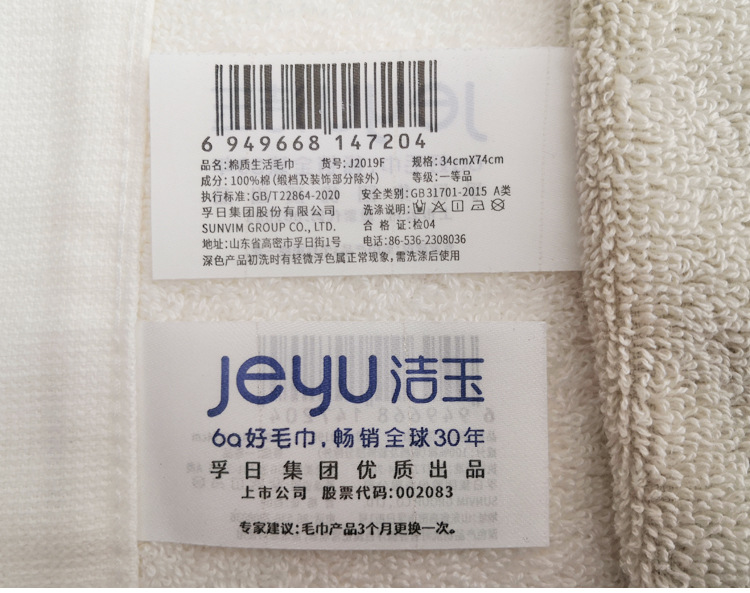 6 949668 147204
品名:棉质生活毛巾 货号:J2019F 规格:34cmX74cm
成分:100%棉(缎档及装饰部分除外) 等级:一等品
执行标准:GB/T22864-2020 安全类别:GB31701-2015 A类
孚日集团股份有限公司 洗涤说明:
SUNVIM GROUP CO., LTD. 合 格 证:检04
地址:山东省高密市孚日街1号 电话:86-536-2308036
深色产品初洗时有轻微浮色属正常现象,需洗涤后使用
jeyu洁玉
6a好毛巾,畅销全球30年
孚日集团优质出品
上市公司 股票代码:002083
专家建议:毛巾产品3个月更换一次。